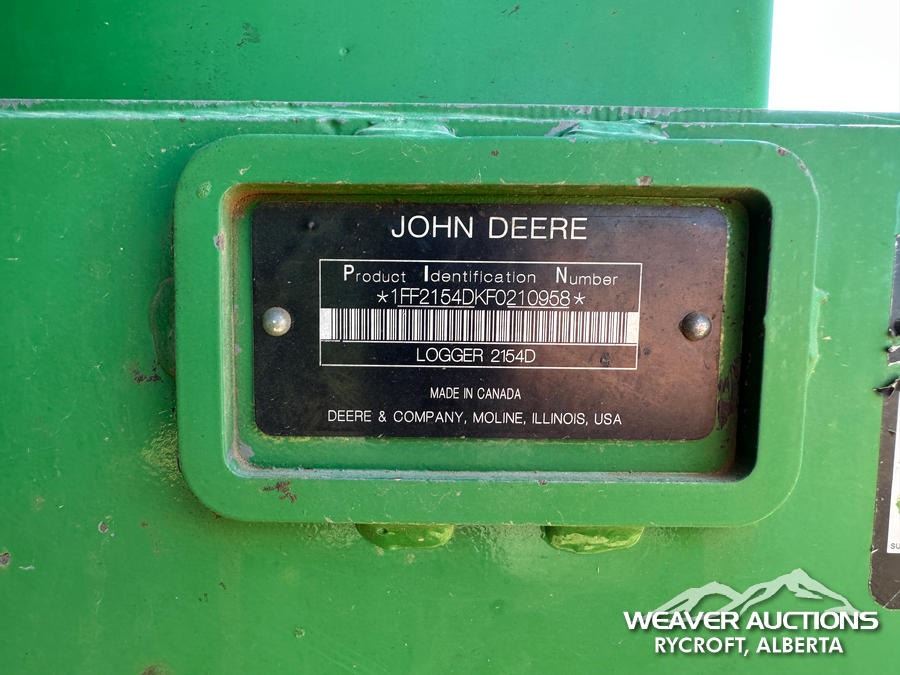 JOHN DEERE
Product Identification Number
*1FF2154DKF0210958*
LOGGER 2154D
MADE IN CANADA
DEERE & COMPANY, MOLINE, ILLINOIS, USA
SU
WEAVER AUCTIONS
RYCROFT, ALBERTA